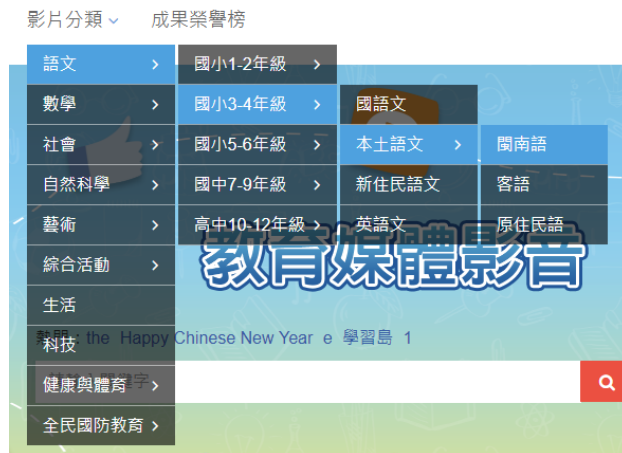 影片分類 成果榮譽榜
語文 國小1-2年級
數學 國小3-4年級 國語文
社會 國小5-6年級 本土語文 閩南語
自然科學 國中7-9年級 新住民語文 客語
藝術 高中10-12年級 英語文 原住民語
綜合活動
教育媒體影音
生活
熱門：the Happy Chinese New Year e 學習島 1
科技
健康與體育
全民國防教育